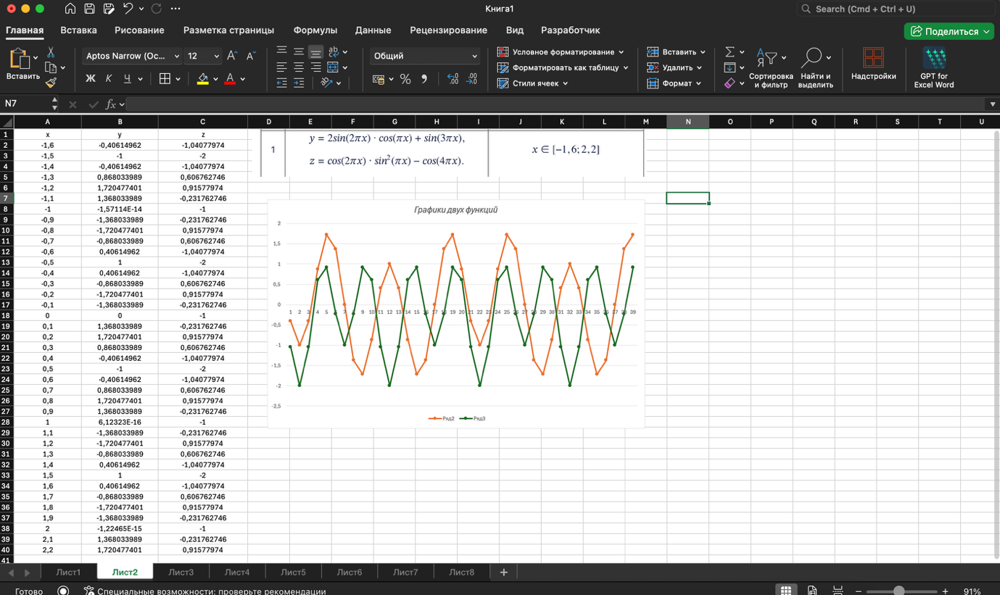 Книга1
Search (Cmd + Ctrl + U)
Главная Вставка Рисование Разметка страницы Формулы Данные Рецензирование Вид Разработчик
Поделиться
Вставить
Aptos Narrow (Ос... 12
Ж К Ч
Общий
Условное форматирование
Форматировать как таблицу
Стили ячеек
Вставить
Удалить
Формат
Сортировка и фильтр
Найти и выделить
Надстройки
GPT for Excel Word
N7 fx
A B C D E F G H I J K L M N O P Q R S T U
1 x y z
2 -1,6 -0,40614962 -1,04077974
3 -1,5 -1 -2
4 -1,4 -0,40614962 -1,04077974
5 -1,3 0,868033989 0,606762746
6 -1,2 1,720477401 0,91577974
7 -1,1 1,368033989 -0,231762746
8 -1 -1,57114E-14 -1
9 -0,9 -1,368033989 -0,231762746
10 -0,8 -1,720477401 0,91577974
11 -0,7 -0,868033989 0,606762746
12 -0,6 0,40614962 -1,04077974
13 -0,5 1 -2
14 -0,4 0,40614962 -1,04077974
15 -0,3 -0,868033989 0,606762746
16 -0,2 -1,720477401 0,91577974
17 -0,1 -1,368033989 -0,231762746
18 0 0 -1
19 0,1 1,368033989 -0,231762746
20 0,2 1,720477401 0,91577974
21 0,3 0,868033989 0,606762746
22 0,4 -0,40614962 -1,04077974
23 0,5 -1 -2
24 0,6 -0,40614962 -1,04077974
25 0,7 0,868033989 0,606762746
26 0,8 1,720477401 0,91577974
27 0,9 1,368033989 -0,231762746
28 1 6,12323E-16 -1
29 1,1 -1,368033989 -0,231762746
30 1,2 -1,720477401 0,91577974
31 1,3 -0,868033989 0,606762746
32 1,4 0,40614962 -1,04077974
33 1,5 1 -2
34 1,6 0,40614962 -1,04077974
35 1,7 -0,868033989 0,606762746
36 1,8 -1,720477401 0,91577974
37 1,9 -1,368033989 -0,231762746
38 2 -1,22465E-15 -1
39 2,1 1,368033989 -0,231762746
40 2,2 1,720477401 0,91577974
41
1
y = 2sin(2πx) · cos(πx) + sin(3πx),
z = cos(2πx) · sin²(πx) − cos(4πx).
x ∈ [−1,6; 2,2]
Графики двух функций
2
1,5
1
0,5
0
-0,5
-1
-1,5
-2
-2,5
1 2 3 4 5 6 7 8 9 10 11 12 13 14 15 16 17 18 19 20 21 22 23 24 25 26 27 28 29 30 31 32 33 34 35 36 37 38 39
Ряд2 Ряд3
Лист1 Лист2 Лист3 Лист4 Лист5 Лист6 Лист7 Лист8 +
Готово Специальные возможности: проверьте рекомендации
91%